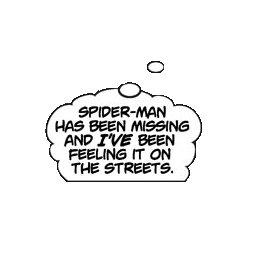 SPIDER-MAN
HAS BEEN MISSING
AND I'VE BEEN
FEELING IT ON
THE STREETS.